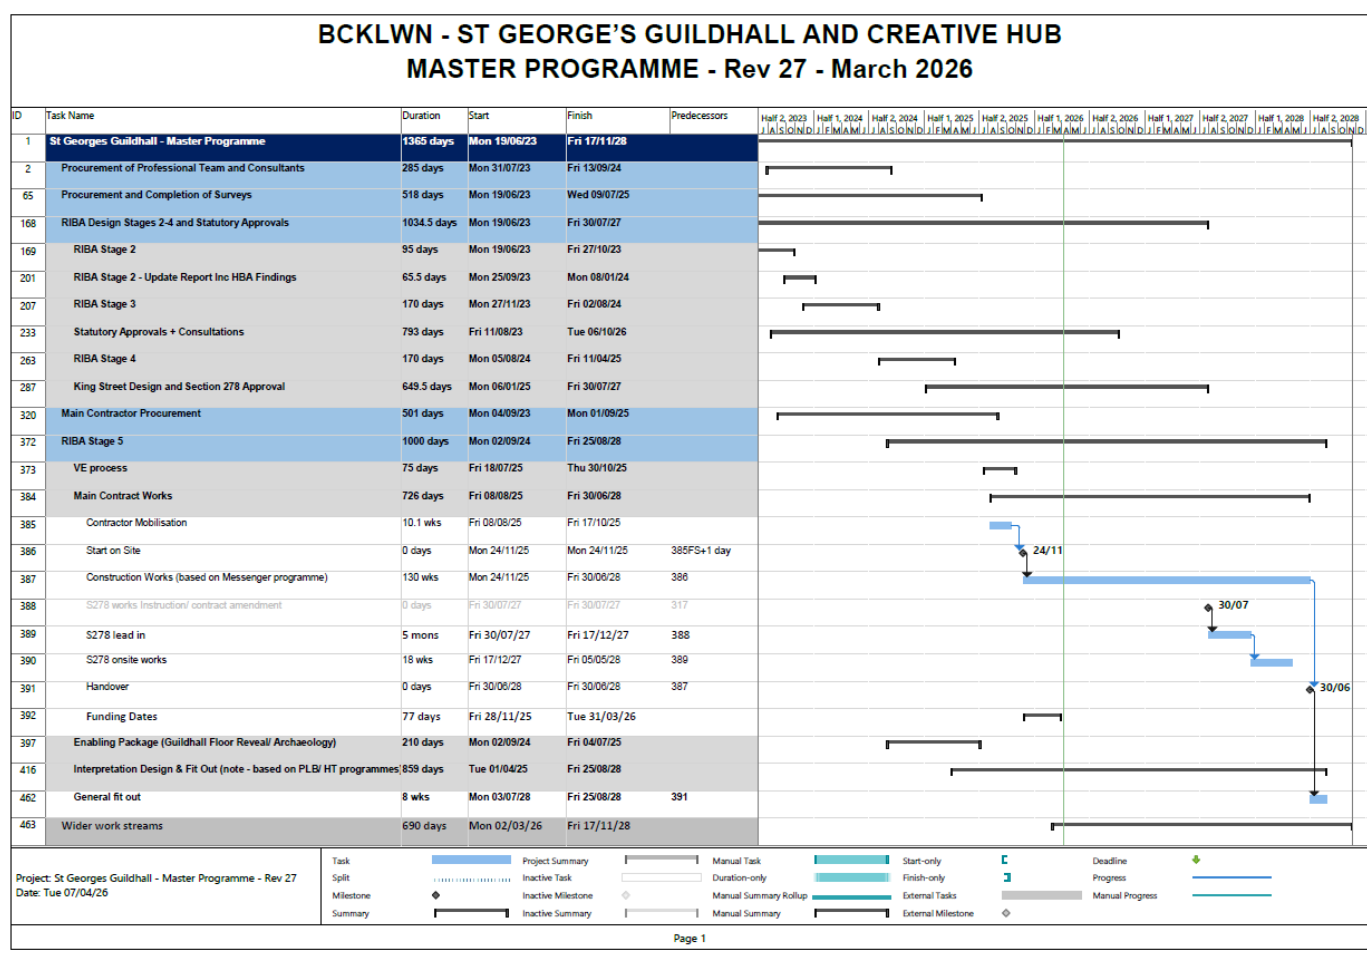 BCKLWN - ST GEORGE'S GUILDHALL AND CREATIVE HUB
MASTER PROGRAMME - Rev 27 - March 2026
ID Task Name Duration Start Finish Predecessors
Half 2, 2023 Half 1, 2024 Half 2, 2024 Half 1, 2025 Half 2, 2025 Half 1, 2026 Half 2, 2026 Half 1, 2027 Half 2, 2027 Half 1, 2028 Half 2, 2028
J A S O N D J F M A M J J A S O N D J F M A M J J A S O N D J F M A M J J A S O N D J F M A M J J A S O N D J F M A M J J A S O N D
1 St Georges Guildhall - Master Programme 1365 days Mon 19/06/23 Fri 17/11/28
2 Procurement of Professional Team and Consultants 285 days Mon 31/07/23 Fri 13/09/24
65 Procurement and Completion of Surveys 518 days Mon 19/06/23 Wed 09/07/25
168 RIBA Design Stages 2-4 and Statutory Approvals 1034.5 days Mon 19/06/23 Fri 30/07/27
169 RIBA Stage 2 95 days Mon 19/06/23 Fri 27/10/23
201 RIBA Stage 2 - Update Report Inc HBA Findings 65.5 days Mon 25/09/23 Mon 08/01/24
207 RIBA Stage 3 170 days Mon 27/11/23 Fri 02/08/24
233 Statutory Approvals + Consultations 793 days Fri 11/08/23 Tue 06/10/26
263 RIBA Stage 4 170 days Mon 05/08/24 Fri 11/04/25
287 King Street Design and Section 278 Approval 649.5 days Mon 06/01/25 Fri 30/07/27
320 Main Contractor Procurement 501 days Mon 04/09/23 Mon 01/09/25
372 RIBA Stage 5 1000 days Mon 02/09/24 Fri 25/08/28
373 VE process 75 days Fri 18/07/25 Thu 30/10/25
384 Main Contract Works 726 days Fri 08/08/25 Fri 30/06/28
385 Contractor Mobilisation 10.1 wks Fri 08/08/25 Fri 17/10/25
386 Start on Site 0 days Mon 24/11/25 Mon 24/11/25 385FS+1 day 24/11
387 Construction Works (based on Messenger programme) 130 wks Mon 24/11/25 Fri 30/06/28 386
388 S278 works Instruction/ contract amendment 0 days Fri 30/07/27 Fri 30/07/27 317 30/07
389 S278 lead in 5 mons Fri 30/07/27 Fri 17/12/27 388
390 S278 onsite works 18 wks Fri 17/12/27 Fri 05/05/28 389
391 Handover 0 days Fri 30/06/28 Fri 30/06/28 387 30/06
392 Funding Dates 77 days Fri 28/11/25 Tue 31/03/26
397 Enabling Package (Guildhall Floor Reveal/ Archaeology) 210 days Mon 02/09/24 Fri 04/07/25
416 Interpretation Design & Fit Out (note - based on PLB/ HT programmes) 859 days Tue 01/04/25 Fri 25/08/28
462 General fit out 8 wks Mon 03/07/28 Fri 25/08/28 391
463 Wider work streams 690 days Mon 02/03/26 Fri 17/11/28
Project: St Georges Guildhall - Master Programme - Rev 27
Date: Tue 07/04/26
Task Project Summary Manual Task Start-only Deadline
Split Inactive Task Duration-only Finish-only Progress
Milestone Inactive Milestone Manual Summary Rollup External Tasks Manual Progress
Summary Inactive Summary Manual Summary External Milestone
Page 1